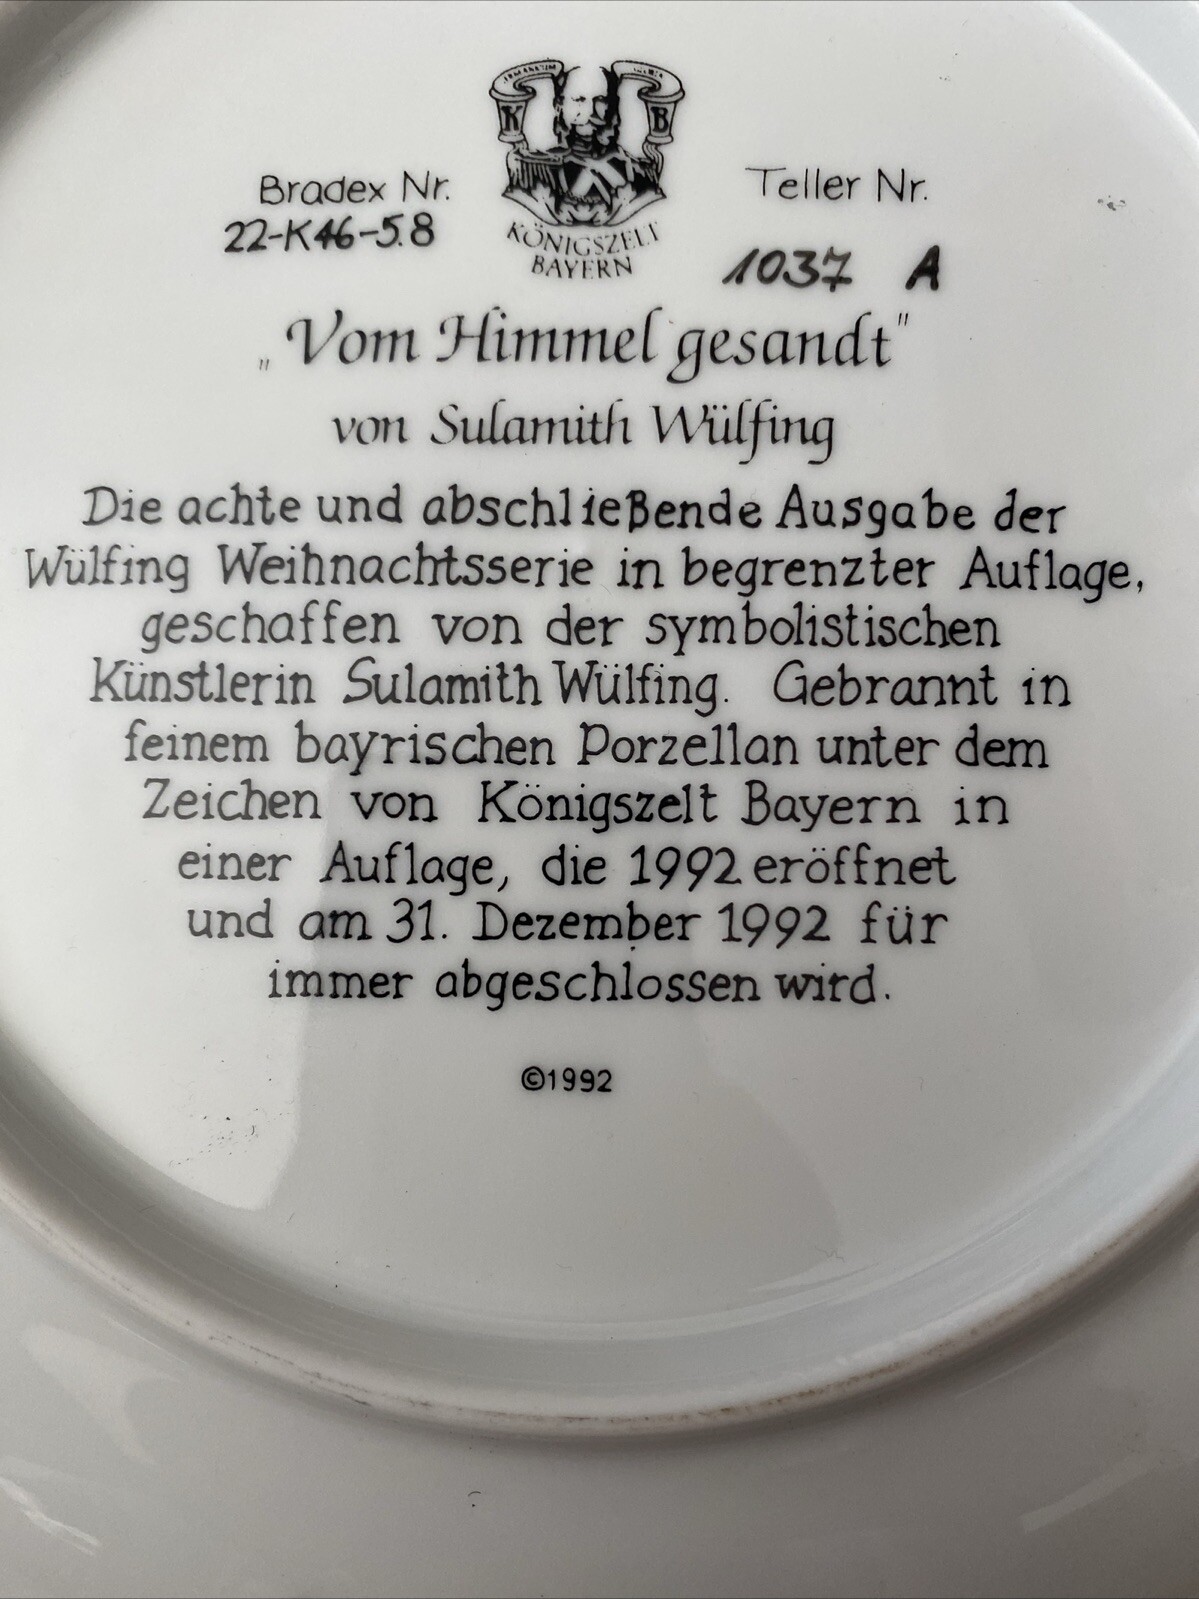 K B
KÖNIGSZELT
BAYERN
Bradex Nr.
22-K46-5.8
Teller Nr.
1037 A
„Vom Himmel gesandt"
von Sulamith Wülfing
Die achte und abschließende Ausgabe der
Wülfing Weihnachtsserie in begrenzter Auflage,
geschaffen von der symbolistischen
Künstlerin Sulamith Wülfing. Gebrannt in
feinem bayrischen Porzellan unter dem
Zeichen von Königszelt Bayern in
einer Auflage, die 1992 eröffnet
und am 31. Dezember 1992 für
immer abgeschlossen wird.
©1992